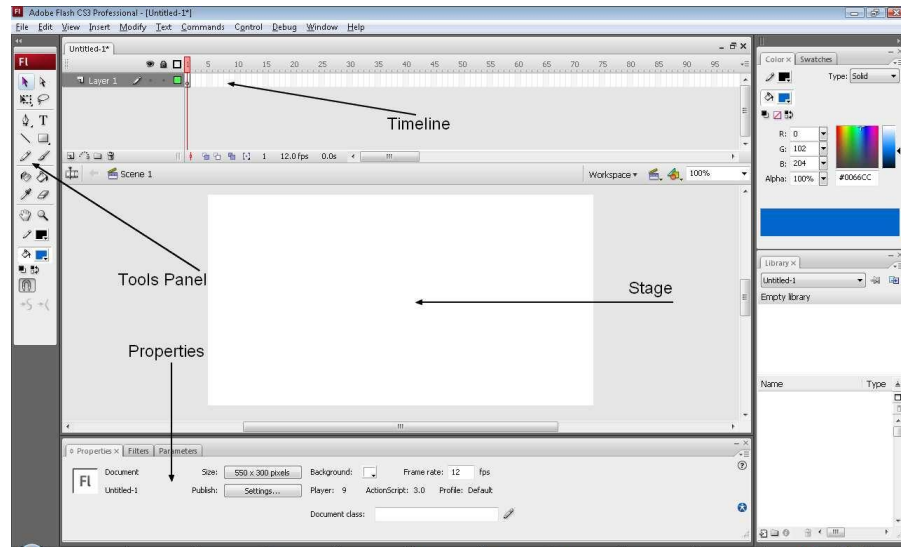 Adobe Flash CS3 Professional - [Untitled-1*]
File Edit View Insert Modify Text Commands Control Debug Window Help
Untitled-1*
5 10 15 20 25 30 35 40 45 50 55 60 65 70 75 80 85 90 95
Layer 1
Timeline
1 12.0 fps 0.0s
Scene 1
Workspace
100%
Tools Panel
Stage
Properties
Properties Filters Parameters
Fl
Document
Untitled-1
Size: 550 x 300 pixels Background: Frame rate: 12 fps
Publish: Settings... Player: 9 ActionScript: 3.0 Profile: Default
Document class:
Fl
T
Color Swatches
Type: Solid
R: 0
G: 102
B: 204
Alpha: 100% #0066CC
Library
Untitled-1
Empty library
Name Type